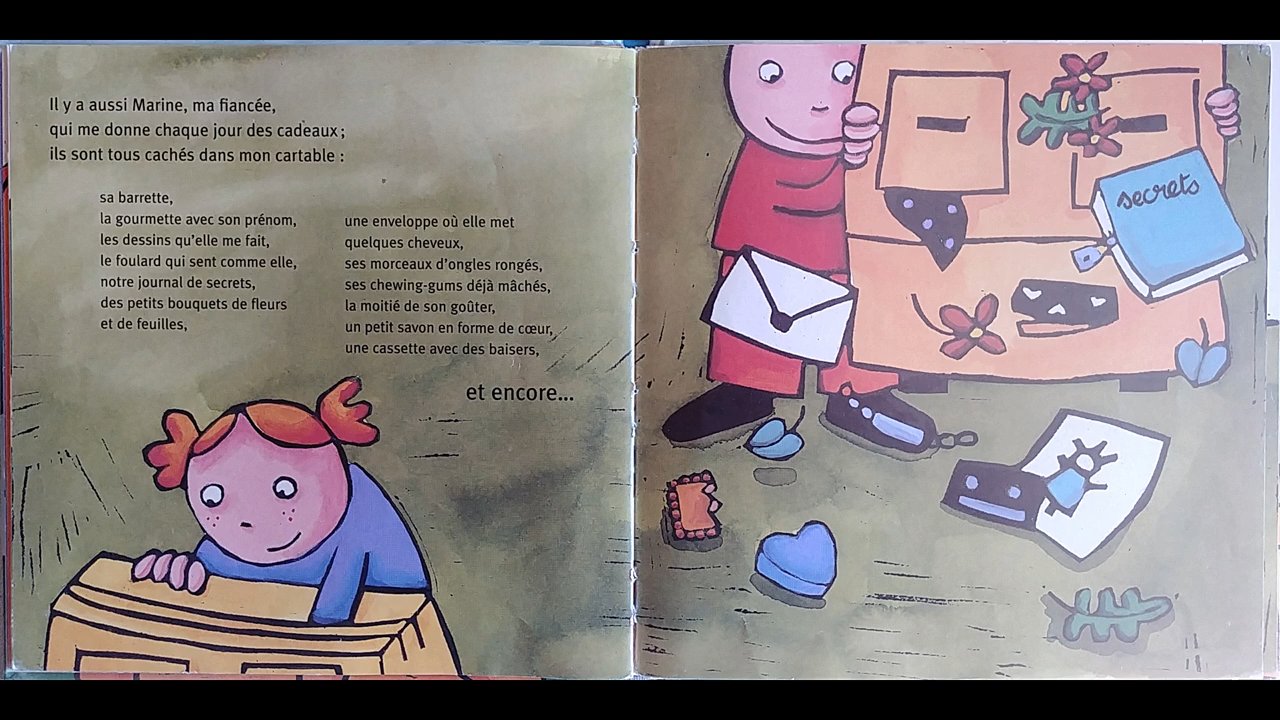 Il y a aussi Marine, ma fiancée,
qui me donne chaque jour des cadeaux ;
ils sont tous cachés dans mon cartable :
sa barrette,
la gourmette avec son prénom,
les dessins qu'elle me fait,
le foulard qui sent comme elle,
notre journal de secrets,
des petits bouquets de fleurs
et de feuilles,
une enveloppe où elle met
quelques cheveux,
ses morceaux d'ongles rongés,
ses chewing-gums déjà mâchés,
la moitié de son goûter,
un petit savon en forme de cœur,
une cassette avec des baisers,
et encore...
secrets